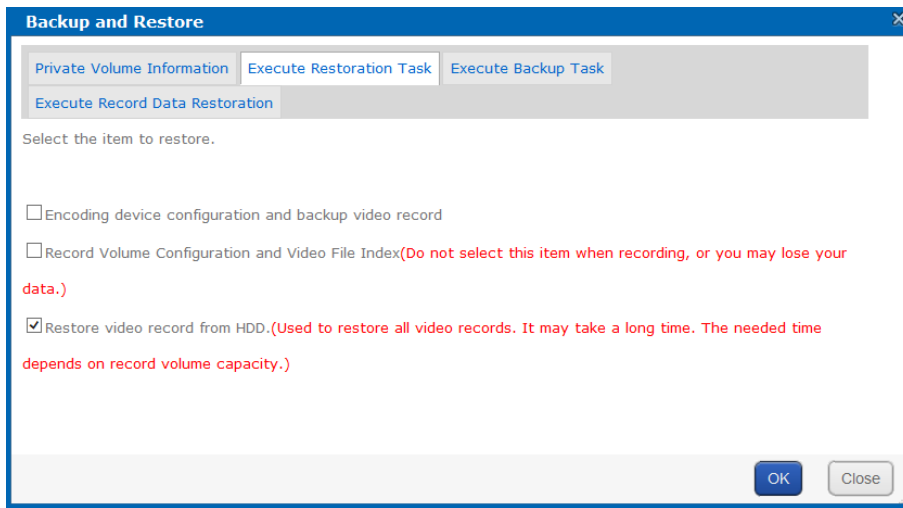 Backup and Restore
Private Volume Information Execute Restoration Task Execute Backup Task
Execute Record Data Restoration
Select the item to restore.
Encoding device configuration and backup video record
Record Volume Configuration and Video File Index(Do not select this item when recording, or you may lose your
data.)
Restore video record from HDD.(Used to restore all video records. It may take a long time. The needed time
depends on record volume capacity.)
OK Close